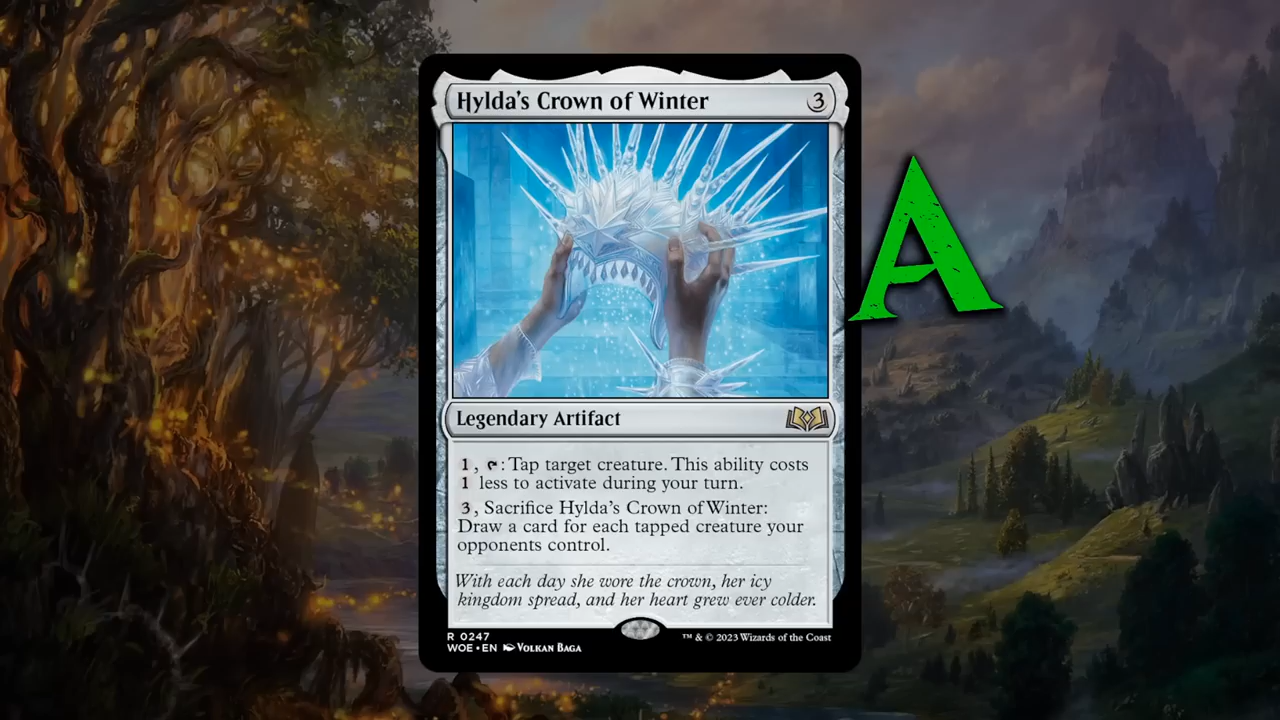 Hylda's Crown of Winter 3
A
Legendary Artifact
1, : Tap target creature. This ability costs
1 less to activate during your turn.
3, Sacrifice Hylda's Crown of Winter:
Draw a card for each tapped creature your
opponents control.
With each day she wore the crown, her icy
kingdom spread, and her heart grew ever colder.
R 0247
™ & © 2023 Wizards of the Coast
WOE • EN Volkan Baga